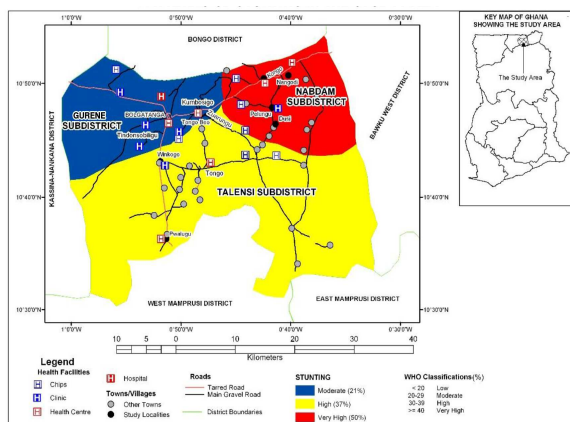 KEY MAP OF GHANA
SHOWING THE STUDY AREA
The Study Area
1°0'0"W
0°50'0"W
0°40'0"W
0°30'0"W
BONGO DISTRICT
10°50'0"N
10°50'0"N
Kongo
Nangodi
NABDAM
SUBDISTRICT
Kumbosigo
GURENE
SUBDISTRICT
BOLGATANGA
Tongo Beo
Pelungu
Tindonsobligu
KASSINA-NANKANA DISTRICT
BAWKU WEST DISTRICT
Winkogo
Tongo
10°40'0"N
10°40'0"N
TALENSI SUBDISTRICT
Pwalugu
WEST MAMPRUSI DISTRICT
EAST MAMPRUSI DISTRICT
10°30'0"N
10°30'0"N
1°0'0"W
0°50'0"W
0°40'0"W
0°30'0"W
10 5 0 10 20 30 40
Kilometers
Legend
Health Facilities
Chips
Clinic
Health Centre
Hospital
Towns/Villages
Other Towns
Study Localities
Roads
Tarred Road
Main Gravel Road
District Boundaries
STUNTING
Moderate (21%)
High (37%)
Very High (50%)
WHO Classifications(%)
< 20 Low
20-29 Moderate
30-39 High
>= 40 Very High